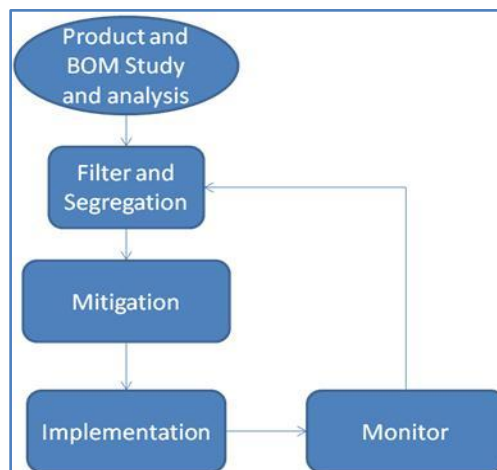 Product and
BOM Study
and analysis
Filter and
Segregation
Mitigation
Implementation
Monitor